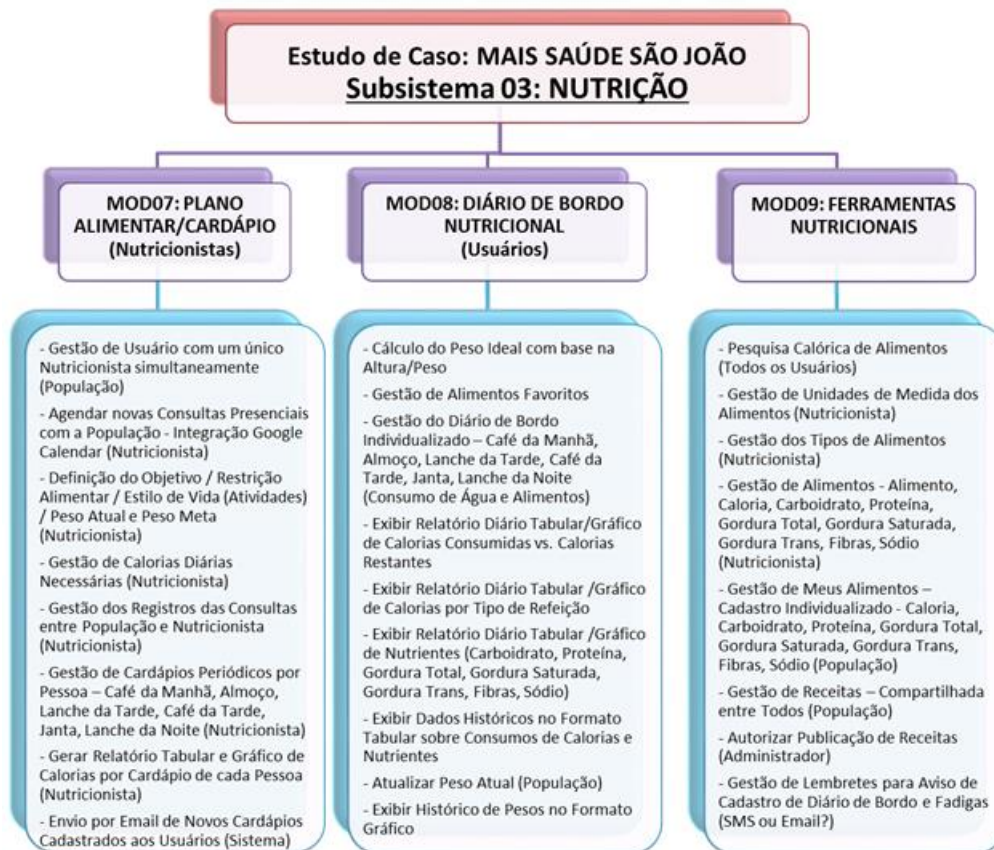 Estudo de Caso: MAIS SAÚDE SÃO JOÃO
Subsistema 03: NUTRIÇÃO
MOD07: PLANO
ALIMENTAR/CARDÁPIO
(Nutricionistas)
- Gestão de Usuário com um único
Nutricionista simultaneamente
(População)
- Agendar novas Consultas Presenciais
com a População - Integração Google
Calendar (Nutricionista)
- Definição do Objetivo / Restrição
Alimentar / Estilo de Vida (Atividades)
/ Peso Atual e Peso Meta
(Nutricionista)
- Gestão de Calorias Diárias
Necessárias (Nutricionista)
- Gestão dos Registros das Consultas
entre População e Nutricionista
(Nutricionista)
- Gestão de Cardápios Periódicos por
Pessoa – Café da Manhã, Almoço,
Lanche da Tarde, Café da Tarde,
Janta, Lanche da Noite (Nutricionista)
- Gerar Relatório Tabular e Gráfico de
Calorias por Cardápio de cada Pessoa
(Nutricionista)
- Envio por Email de Novos Cardápios
Cadastrados aos Usuários (Sistema)
MOD08: DIÁRIO DE BORDO
NUTRICIONAL
(Usuários)
- Cálculo do Peso Ideal com base na
Altura/Peso
- Gestão de Alimentos Favoritos
- Gestão do Diário de Bordo
Individualizado – Café da Manhã,
Almoço, Lanche da Tarde, Café da
Tarde, Janta, Lanche da Noite
(Consumo de Água e Alimentos)
- Exibir Relatório Diário Tabular/Gráfico
de Calorias Consumidas vs. Calorias
Restantes
- Exibir Relatório Diário Tabular /Gráfico
de Calorias por Tipo de Refeição
- Exibir Relatório Diário Tabular /Gráfico
de Nutrientes (Carboidrato, Proteína,
Gordura Total, Gordura Saturada,
Gordura Trans, Fibras, Sódio)
- Exibir Dados Históricos no Formato
Tabular sobre Consumos de Calorias e
Nutrientes
- Atualizar Peso Atual (População)
- Exibir Histórico de Pesos no Formato
Gráfico
MOD09: FERRAMENTAS
NUTRICIONAIS
- Pesquisa Calórica de Alimentos
(Todos os Usuários)
- Gestão de Unidades de Medida dos
Alimentos (Nutricionista)
- Gestão dos Tipos de Alimentos
(Nutricionista)
- Gestão de Alimentos - Alimento,
Caloria, Carboidrato, Proteína,
Gordura Total, Gordura Saturada,
Gordura Trans, Fibras, Sódio
(Nutricionista)
- Gestão de Meus Alimentos –
Cadastro Individualizado - Caloria,
Carboidrato, Proteína, Gordura Total,
Gordura Saturada, Gordura Trans,
Fibras, Sódio (População)
- Gestão de Receitas – Compartilhada
entre Todos (População)
- Autorizar Publicação de Receitas
(Administrador)
- Gestão de Lembretes para Aviso de
Cadastro de Diário de Bordo e Fadigas
(SMS ou Email?)